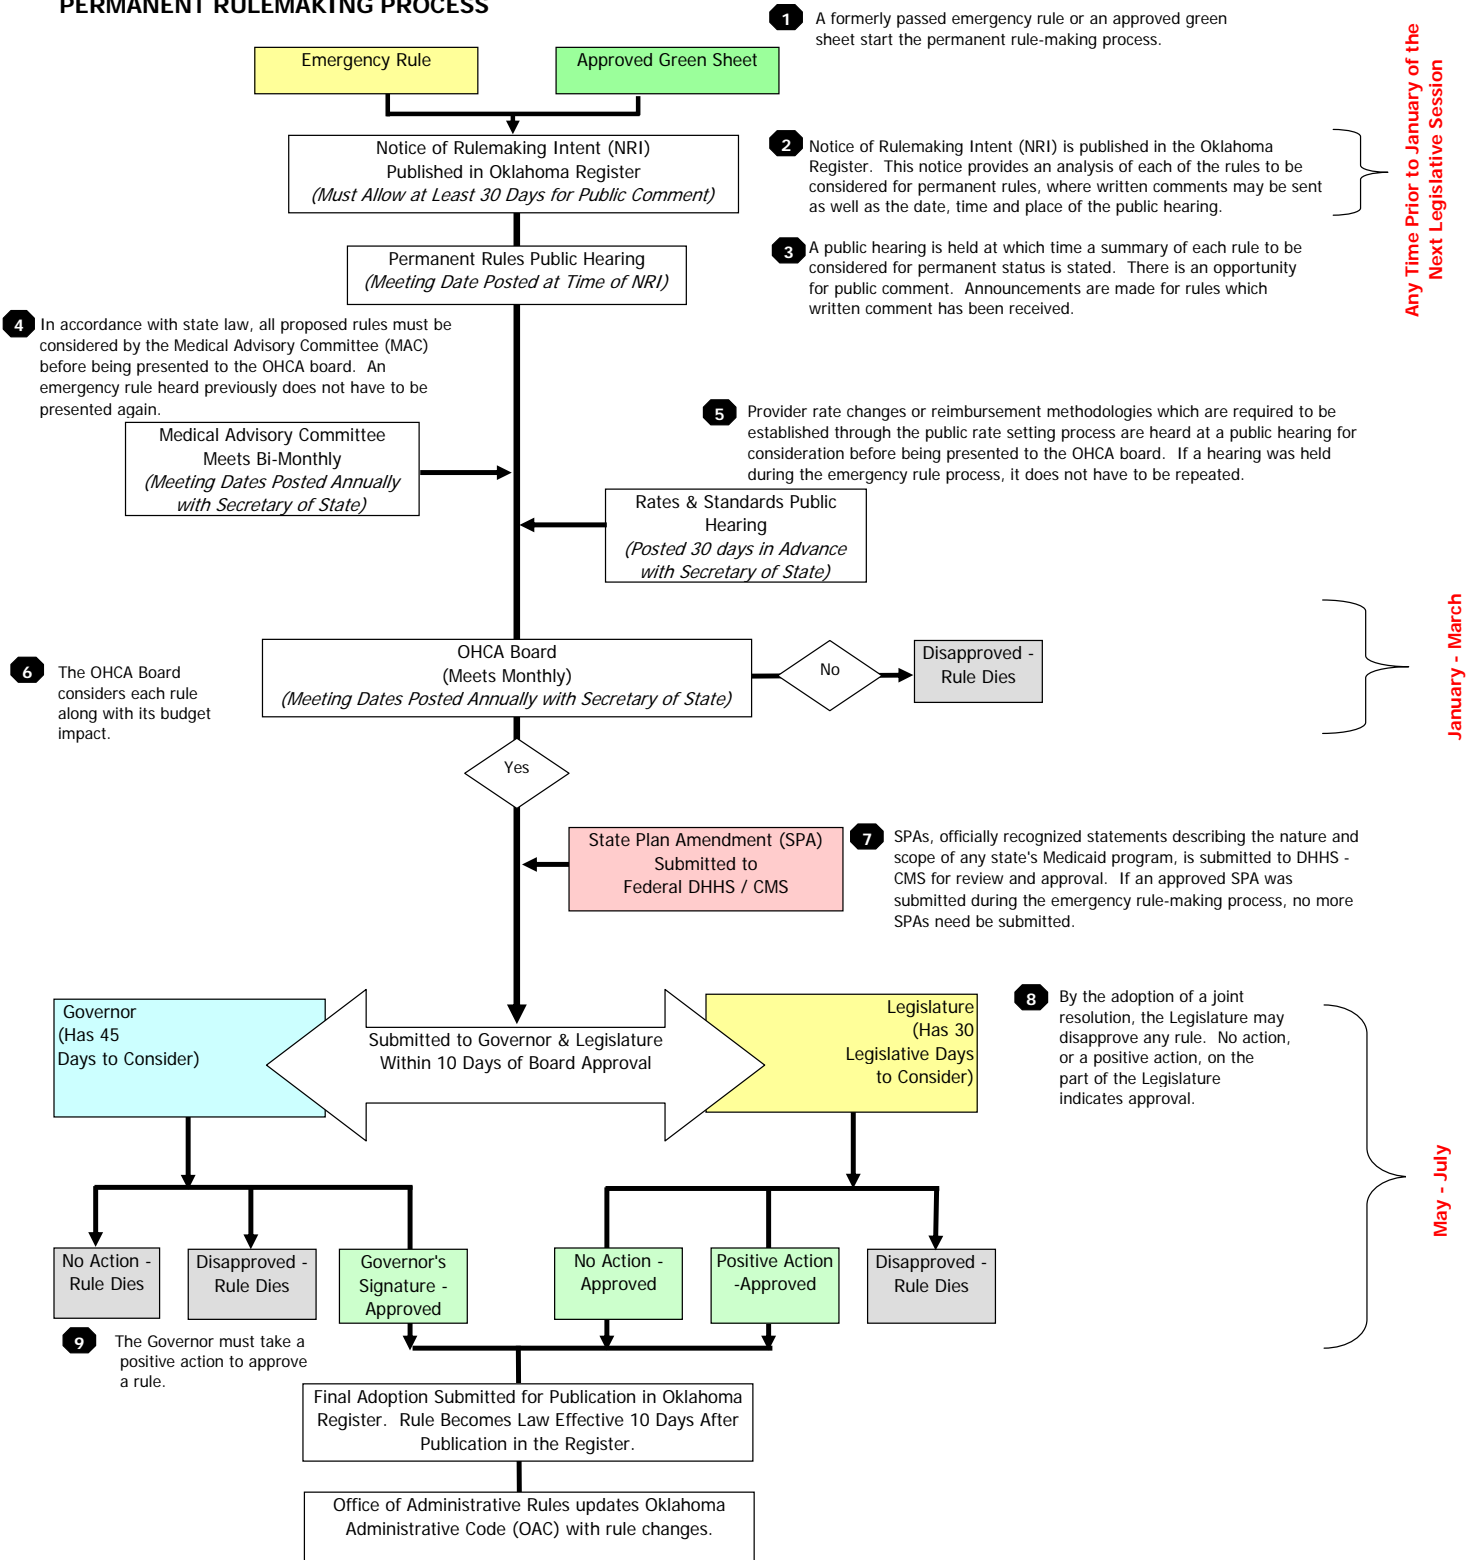 PERMANENT RULEMAKING PROCESS
1
A formerly passed emergency rule or an approved green
sheet start the permanent rule-making process.
Emergency Rule
Approved Green Sheet
Any Time Prior to January of the
Next Legislative Session
Notice of Rulemaking Intent (NRI)
Published in Oklahoma Register
(Must Allow at Least 30 Days for Public Comment)
2
Notice of Rulemaking Intent (NRI) is published in the Oklahoma
Register. This notice provides an analysis of each of the rules to be
considered for permanent rules, where written comments may be sent
as well as the date, time and place of the public hearing.
Permanent Rules Public Hearing
(Meeting Date Posted at Time of NRI)
3
A public hearing is held at which time a summary of each rule to be
considered for permanent status is stated. There is an opportunity
for public comment. Announcements are made for rules which
written comment has been received.
4
In accordance with state law, all proposed rules must be
considered by the Medical Advisory Committee (MAC)
before being presented to the OHCA board. An
emergency rule heard previously does not have to be
presented again.
Medical Advisory Committee
Meets Bi-Monthly
(Meeting Dates Posted Annually
with Secretary of State)
5
Provider rate changes or reimbursement methodologies which are required to be
established through the public rate setting process are heard at a public hearing for
consideration before being presented to the OHCA board. If a hearing was held
during the emergency rule process, it does not have to be repeated.
Rates & Standards Public
Hearing
(Posted 30 days in Advance
with Secretary of State)
January - March
6
The OHCA Board
considers each rule
along with its budget
impact.
OHCA Board
(Meets Monthly)
(Meeting Dates Posted Annually with Secretary of State)
No
Disapproved -
Rule Dies
Yes
State Plan Amendment (SPA)
Submitted to
Federal DHHS / CMS
7
SPAs, officially recognized statements describing the nature and
scope of any state's Medicaid program, is submitted to DHHS -
CMS for review and approval. If an approved SPA was
submitted during the emergency rule-making process, no more
SPAs need be submitted.
Governor
(Has 45
Days to Consider)
Submitted to Governor & Legislature
Within 10 Days of Board Approval
Legislature
(Has 30
Legislative Days
to Consider)
8
By the adoption of a joint
resolution, the Legislature may
disapprove any rule. No action,
or a positive action, on the
part of the Legislature
indicates approval.
May - July
No Action -
Rule Dies
Disapproved -
Rule Dies
Governor's
Signature -
Approved
No Action -
Approved
Positive Action
-Approved
Disapproved -
Rule Dies
9
The Governor must take a
positive action to approve
a rule.
Final Adoption Submitted for Publication in Oklahoma
Register. Rule Becomes Law Effective 10 Days After
Publication in the Register.
Office of Administrative Rules updates Oklahoma
Administrative Code (OAC) with rule changes.